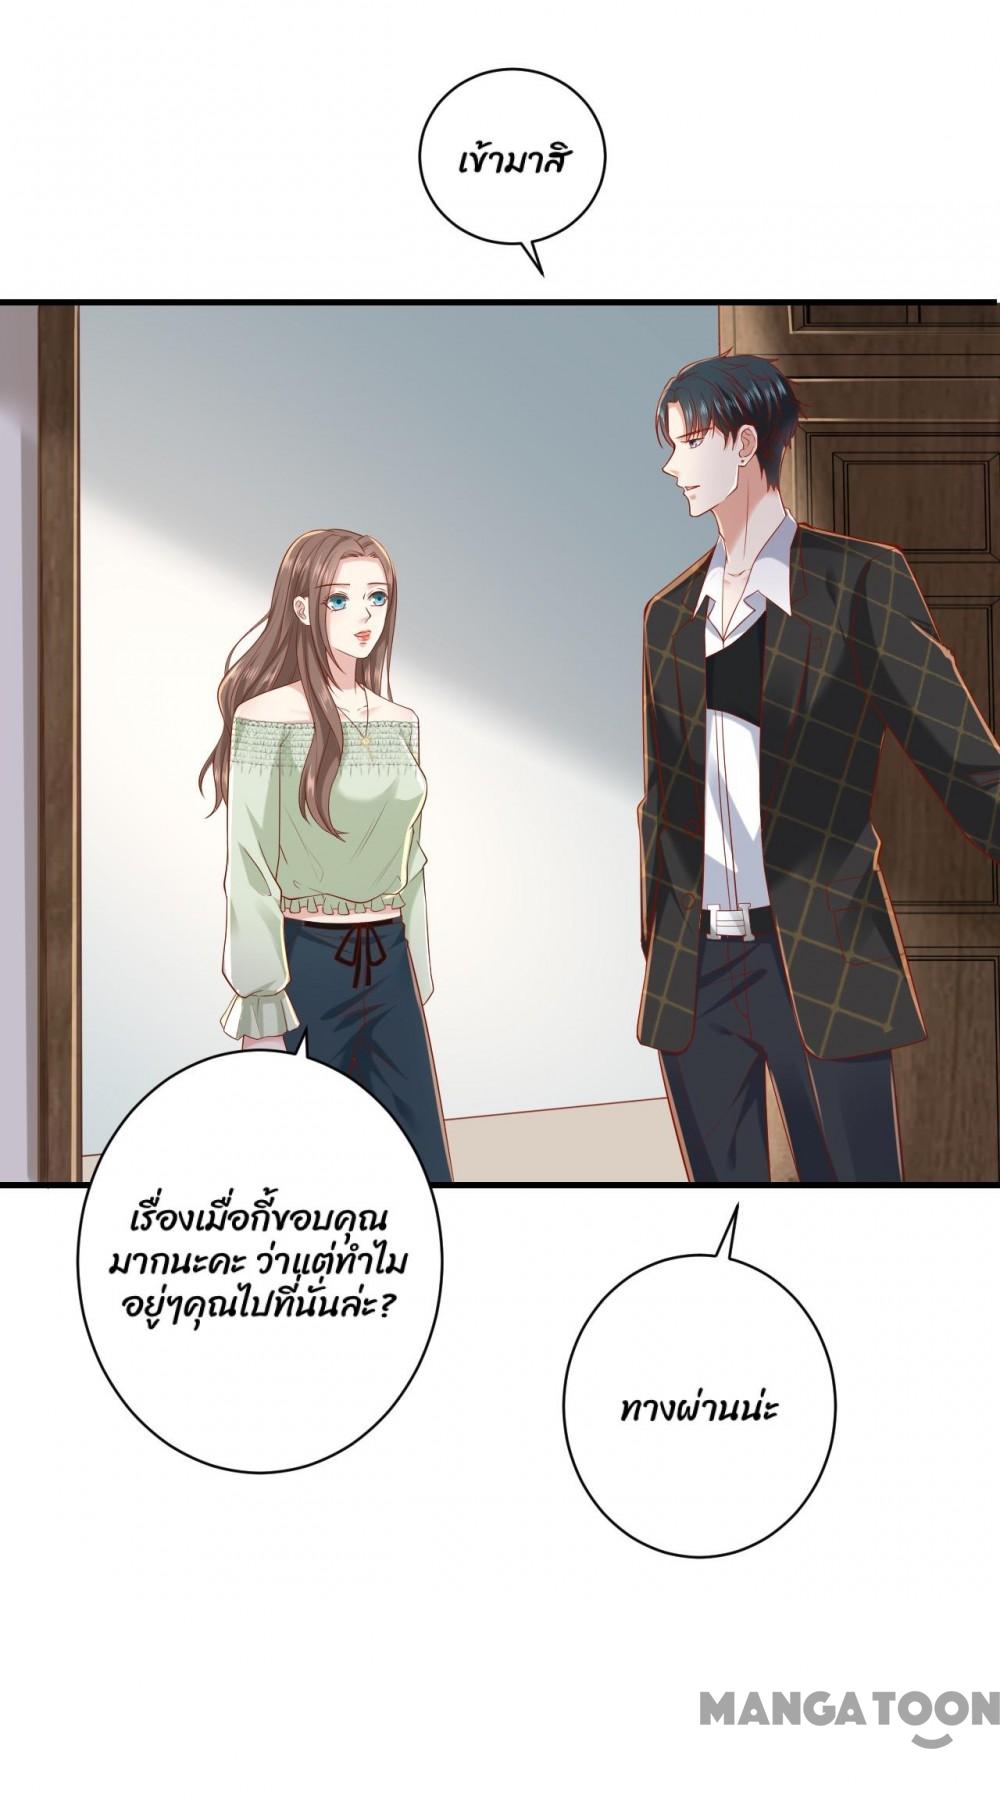 เข้ามาสิ
เรื่องเมื่อกี้ขอบคุณ
มากนะคะ ว่าแต่ทำไม
อยู่ๆคุณไปที่นั่นล่ะ?
ทางผ่านน่ะ
MANGATOON